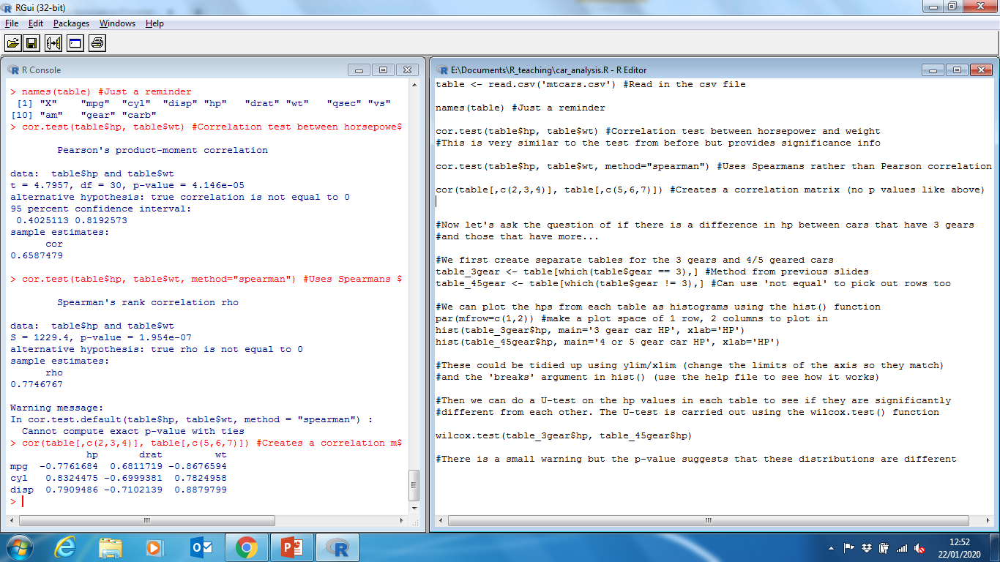 RGui (32-bit)
File Edit Packages Windows Help
R Console
> names(table) #Just a reminder
 [1] "X"    "mpg"  "cyl"  "disp" "hp"   "drat" "wt"   "qsec" "vs"
[10] "am"   "gear" "carb"
> cor.test(table$hp, table$wt) #Correlation test between horsepowe$
Pearson's product-moment correlation
data:  table$hp and table$wt
t = 4.7957, df = 30, p-value = 4.146e-05
alternative hypothesis: true correlation is not equal to 0
95 percent confidence interval:
 0.4025113 0.8192573
sample estimates:
      cor
0.6587479
> cor.test(table$hp, table$wt, method="spearman") #Uses Spearmans $
Spearman's rank correlation rho
data:  table$hp and table$wt
S = 1229.4, p-value = 1.954e-07
alternative hypothesis: true rho is not equal to 0
sample estimates:
      rho
0.7746767
Warning message:
In cor.test.default(table$hp, table$wt, method = "spearman") :
  Cannot compute exact p-value with ties
> cor(table[,c(2,3,4)], table[,c(5,6,7)]) #Creates a correlation m$
             hp       drat         wt
mpg  -0.7761684  0.6811719 -0.8676594
cyl   0.8324475 -0.6999381  0.7824958
disp  0.7909486 -0.7102139  0.8879799
>
E:\Documents\R_teaching\car_analysis.R - R Editor
table <- read.csv('mtcars.csv') #Read in the csv file
names(table) #Just a reminder
cor.test(table$hp, table$wt) #Correlation test between horsepower and weight
#This is very similar to the test from before but provides significance info
cor.test(table$hp, table$wt, method="spearman") #Uses Spearmans rather than Pearson correlation
cor(table[,c(2,3,4)], table[,c(5,6,7)]) #Creates a correlation matrix (no p values like above)
#Now let's ask the question of if there is a difference in hp between cars that have 3 gears
#and those that have more...
#We first create separate tables for the 3 gears and 4/5 geared cars
table_3gear <- table[which(table$gear == 3),] #Method from previous slides
table_45gear <- table[which(table$gear != 3),] #Can use 'not equal' to pick out rows too
#We can plot the hps from each table as histograms using the hist() function
par(mfrow=c(1,2)) #make a plot space of 1 row, 2 columns to plot in
hist(table_3gear$hp, main='3 gear car HP', xlab='HP')
hist(table_45gear$hp, main='4 or 5 gear car HP', xlab='HP')
#These could be tidied up using ylim/xlim (change the limits of the axis so they match)
#and the 'breaks' argument in hist() (use the help file to see how it works)
#Then we can do a U-test on the hp values in each table to see if they are significantly
#different from each other. The U-test is carried out using the wilcox.test() function
wilcox.test(table_3gear$hp, table_45gear$hp)
#There is a small warning but the p-value suggests that these distributions are different
12:52
22/01/2020